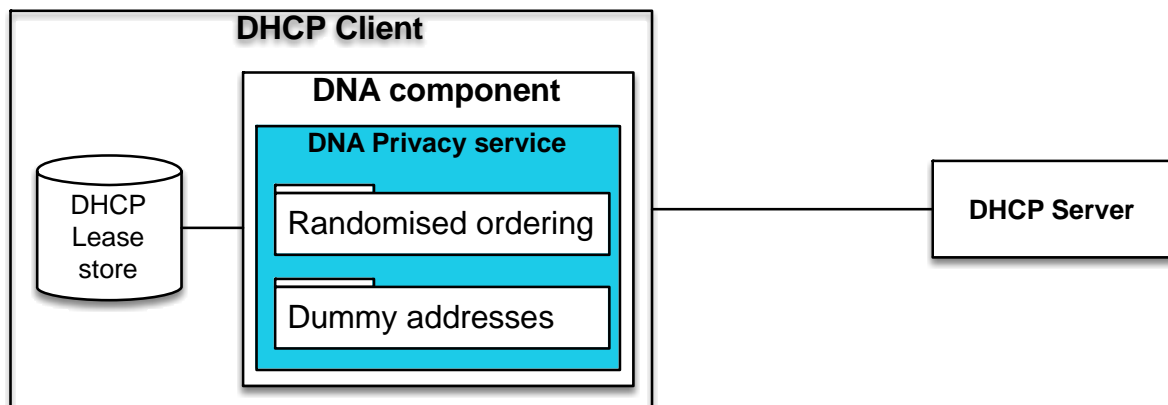 DHCP Client
DNA component
DNA Privacy service
DHCP
Lease
store
Randomised ordering
Dummy addresses
DHCP Server